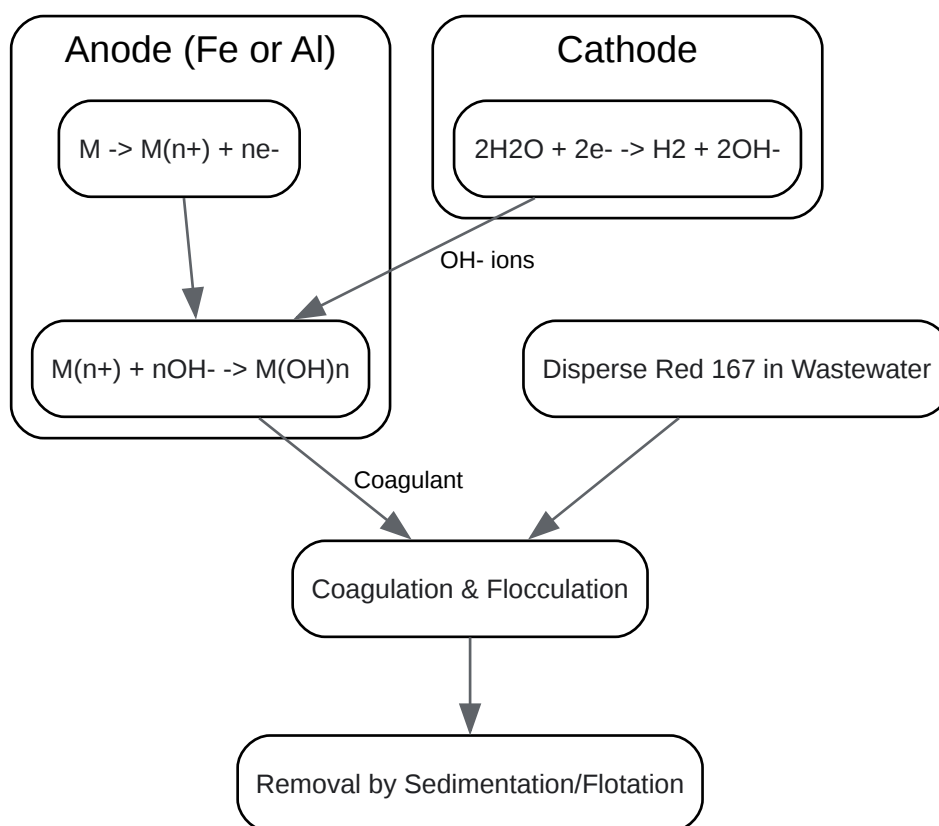 Anode (Fe or Al)
Cathode
M -> M(n+) + ne-
2H2O + 2e- -> H2 + 2OH-
OH- ions
M(n+) + nOH- -> M(OH)n
Disperse Red 167 in Wastewater
Coagulant
Coagulation & Flocculation
Removal by Sedimentation/Flotation